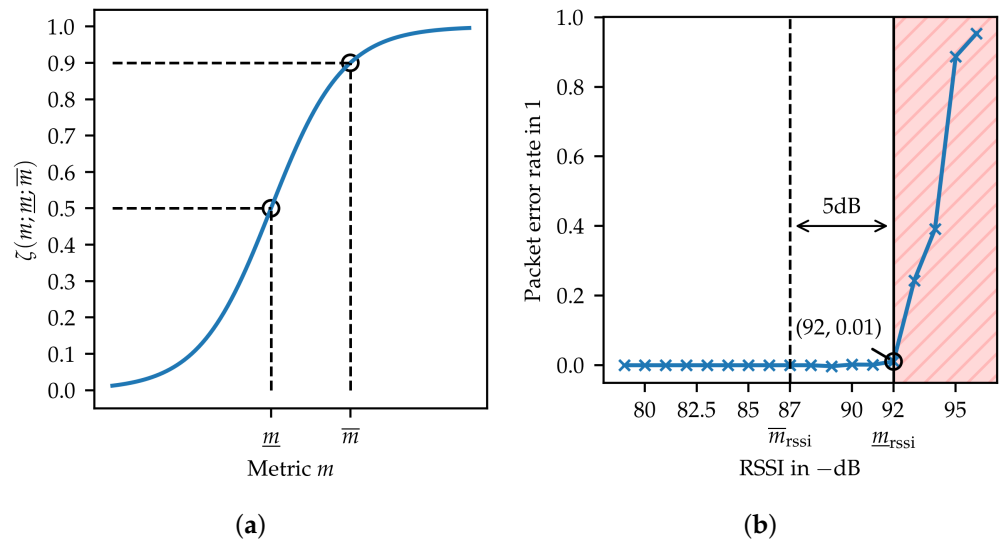 1.0
0.9
0.8
0.7
0.6
0.5
0.4
0.3
0.2
0.1
0.0
ζ(m; m̲; m̅)
m̲ m̅
Metric m
(a)
1.0
0.8
0.6
0.4
0.2
0.0
Packet error rate in 1
5dB
(92, 0.01)
80 82.5 85 87 90 92 95
m̅rssi m̲rssi
RSSI in −dB
(b)